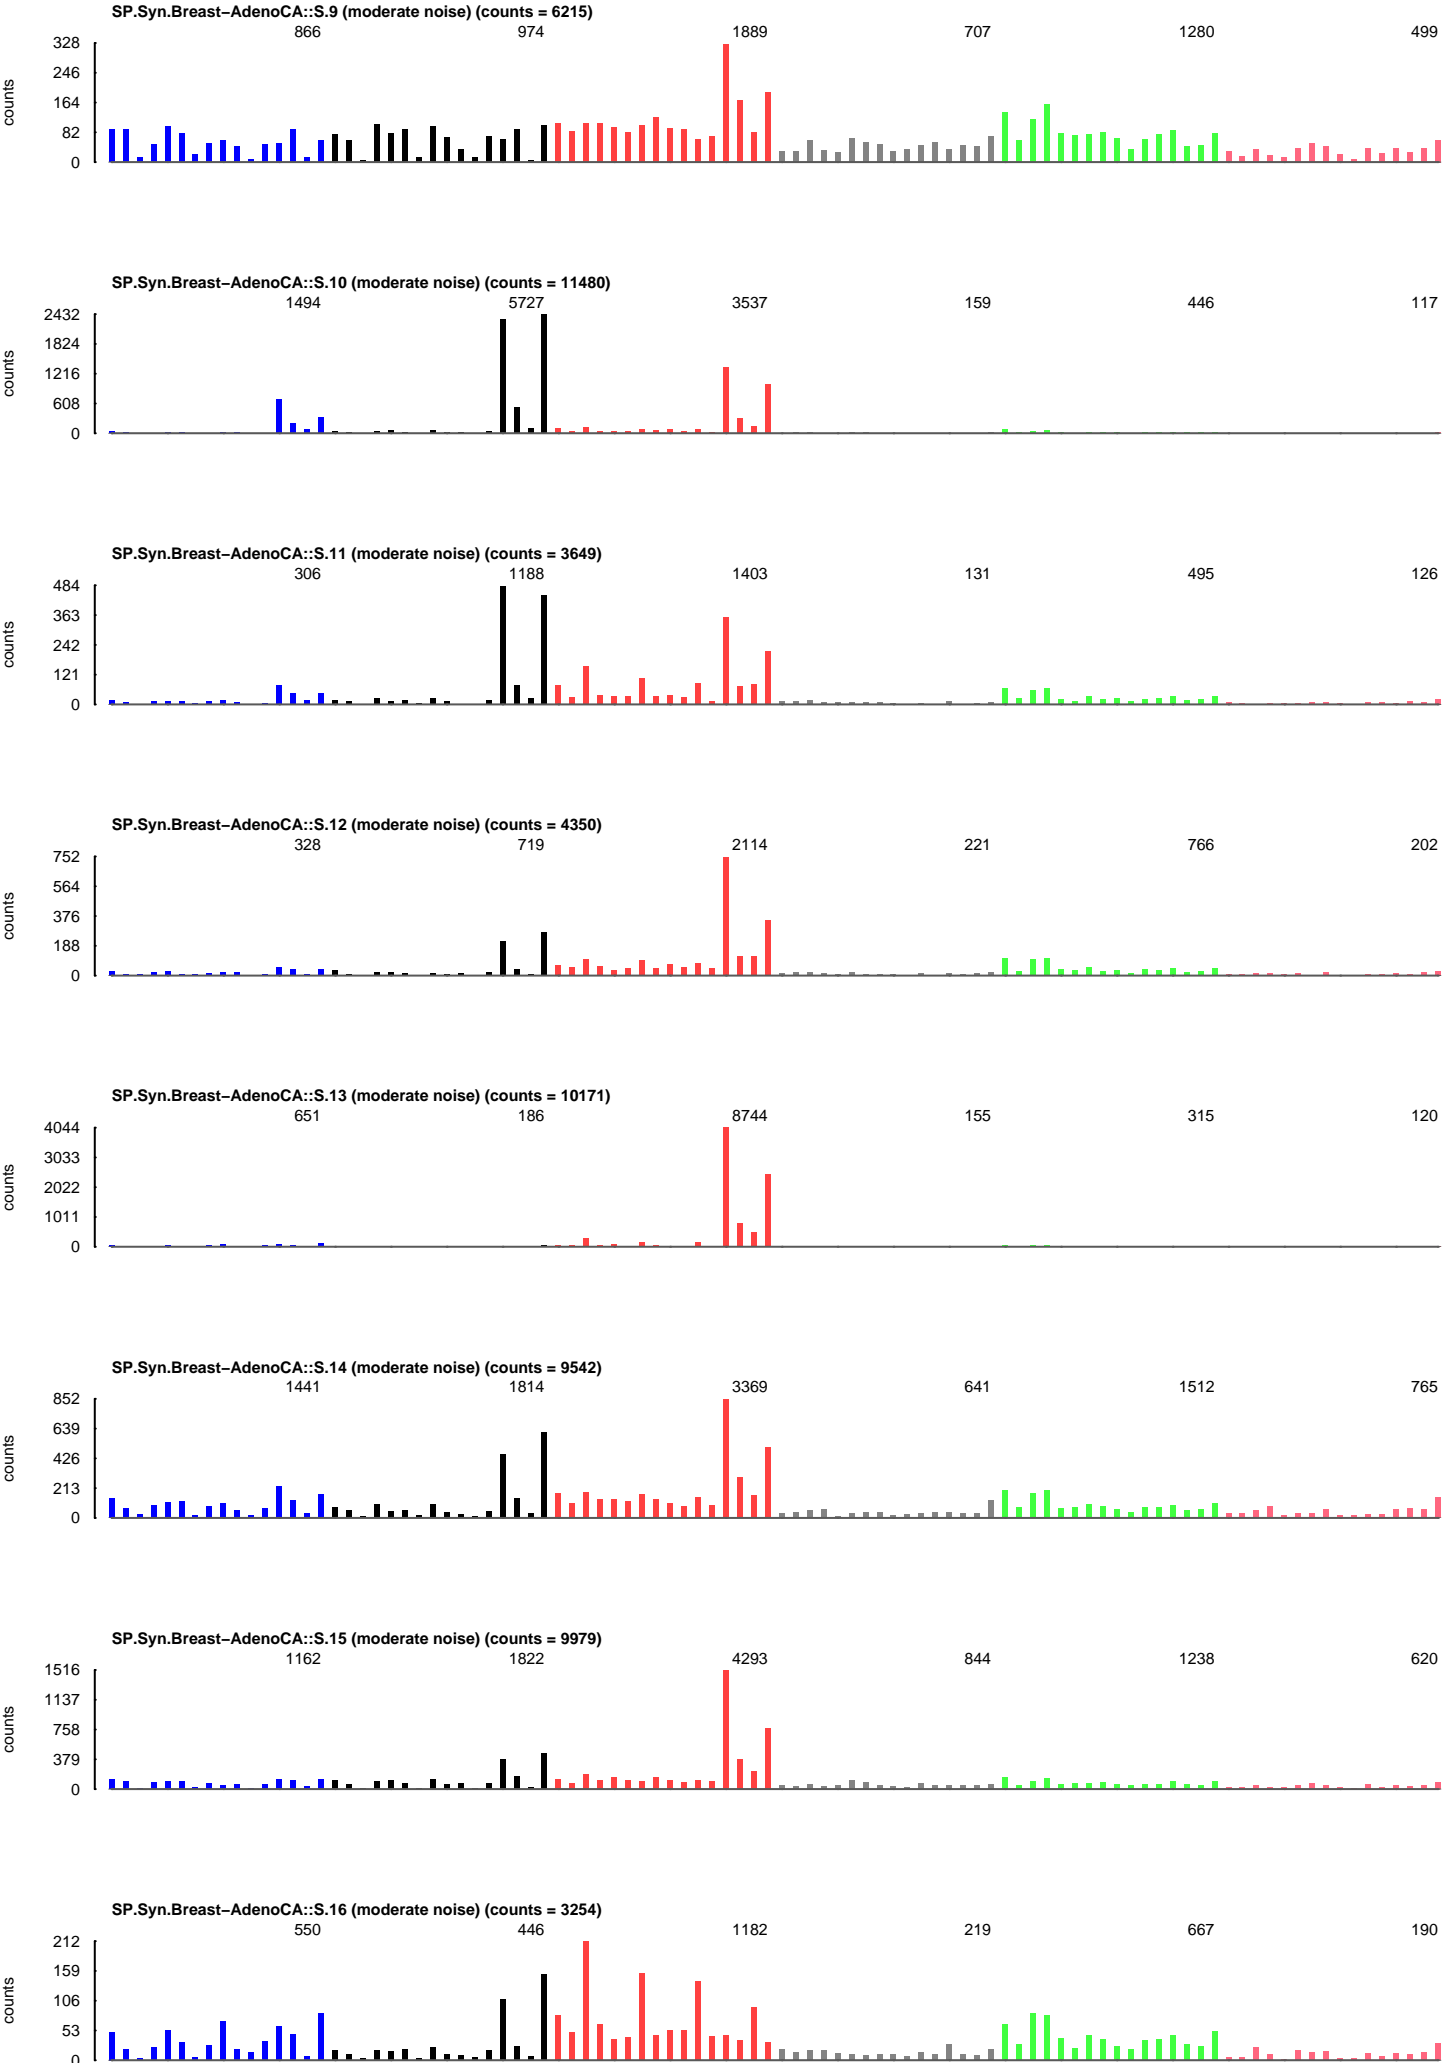 SP.Syn.Breast−AdenoCA::S.9 (moderate noise) (counts = 6215)
866 974 1889 707 1280 499
328
246
164
82
0
counts
SP.Syn.Breast−AdenoCA::S.10 (moderate noise) (counts = 11480)
1494 5727 3537 159 446 117
2432
1824
1216
608
0
counts
SP.Syn.Breast−AdenoCA::S.11 (moderate noise) (counts = 3649)
306 1188 1403 131 495 126
484
363
242
121
0
counts
SP.Syn.Breast−AdenoCA::S.12 (moderate noise) (counts = 4350)
328 719 2114 221 766 202
752
564
376
188
0
counts
SP.Syn.Breast−AdenoCA::S.13 (moderate noise) (counts = 10171)
651 186 8744 155 315 120
4044
3033
2022
1011
0
counts
SP.Syn.Breast−AdenoCA::S.14 (moderate noise) (counts = 9542)
1441 1814 3369 641 1512 765
852
639
426
213
0
counts
SP.Syn.Breast−AdenoCA::S.15 (moderate noise) (counts = 9979)
1162 1822 4293 844 1238 620
1516
1137
758
379
0
counts
SP.Syn.Breast−AdenoCA::S.16 (moderate noise) (counts = 3254)
550 446 1182 219 667 190
212
159
106
53
0
counts